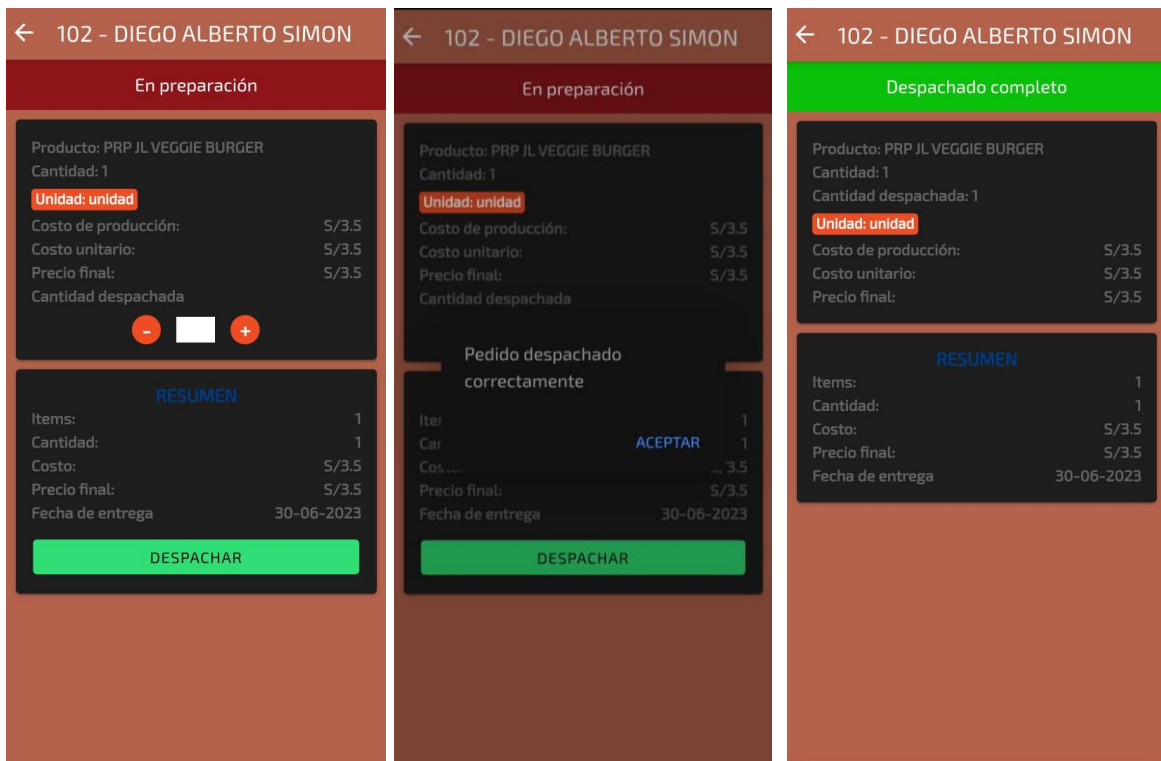 102 - DIEGO ALBERTO SIMON
En preparación
Producto: PRP JL VEGGIE BURGER
Cantidad: 1
Unidad: unidad
Costo de producción: S/3.5
Costo unitario: S/3.5
Precio final: S/3.5
Cantidad despachada
- +
RESUMEN
Items: 1
Cantidad: 1
Costo: S/3.5
Precio final: S/3.5
Fecha de entrega 30-06-2023
DESPACHAR
102 - DIEGO ALBERTO SIMON
En preparación
Producto: PRP JL VEGGIE BURGER
Cantidad: 1
Unidad: unidad
Costo de producción: S/3.5
Costo unitario: S/3.5
Precio final: S/3.5
Cantidad despachada
Pedido despachado
correctamente
Iter 1
ACEPTAR
Car 1
Cos 3.5
Precio final: S/3.5
Fecha de entrega 30-06-2023
DESPACHAR
102 - DIEGO ALBERTO SIMON
Despachado completo
Producto: PRP JL VEGGIE BURGER
Cantidad: 1
Cantidad despachada: 1
Unidad: unidad
Costo de producción: S/3.5
Costo unitario: S/3.5
Precio final: S/3.5
RESUMEN
Items: 1
Cantidad: 1
Costo: S/3.5
Precio final: S/3.5
Fecha de entrega 30-06-2023